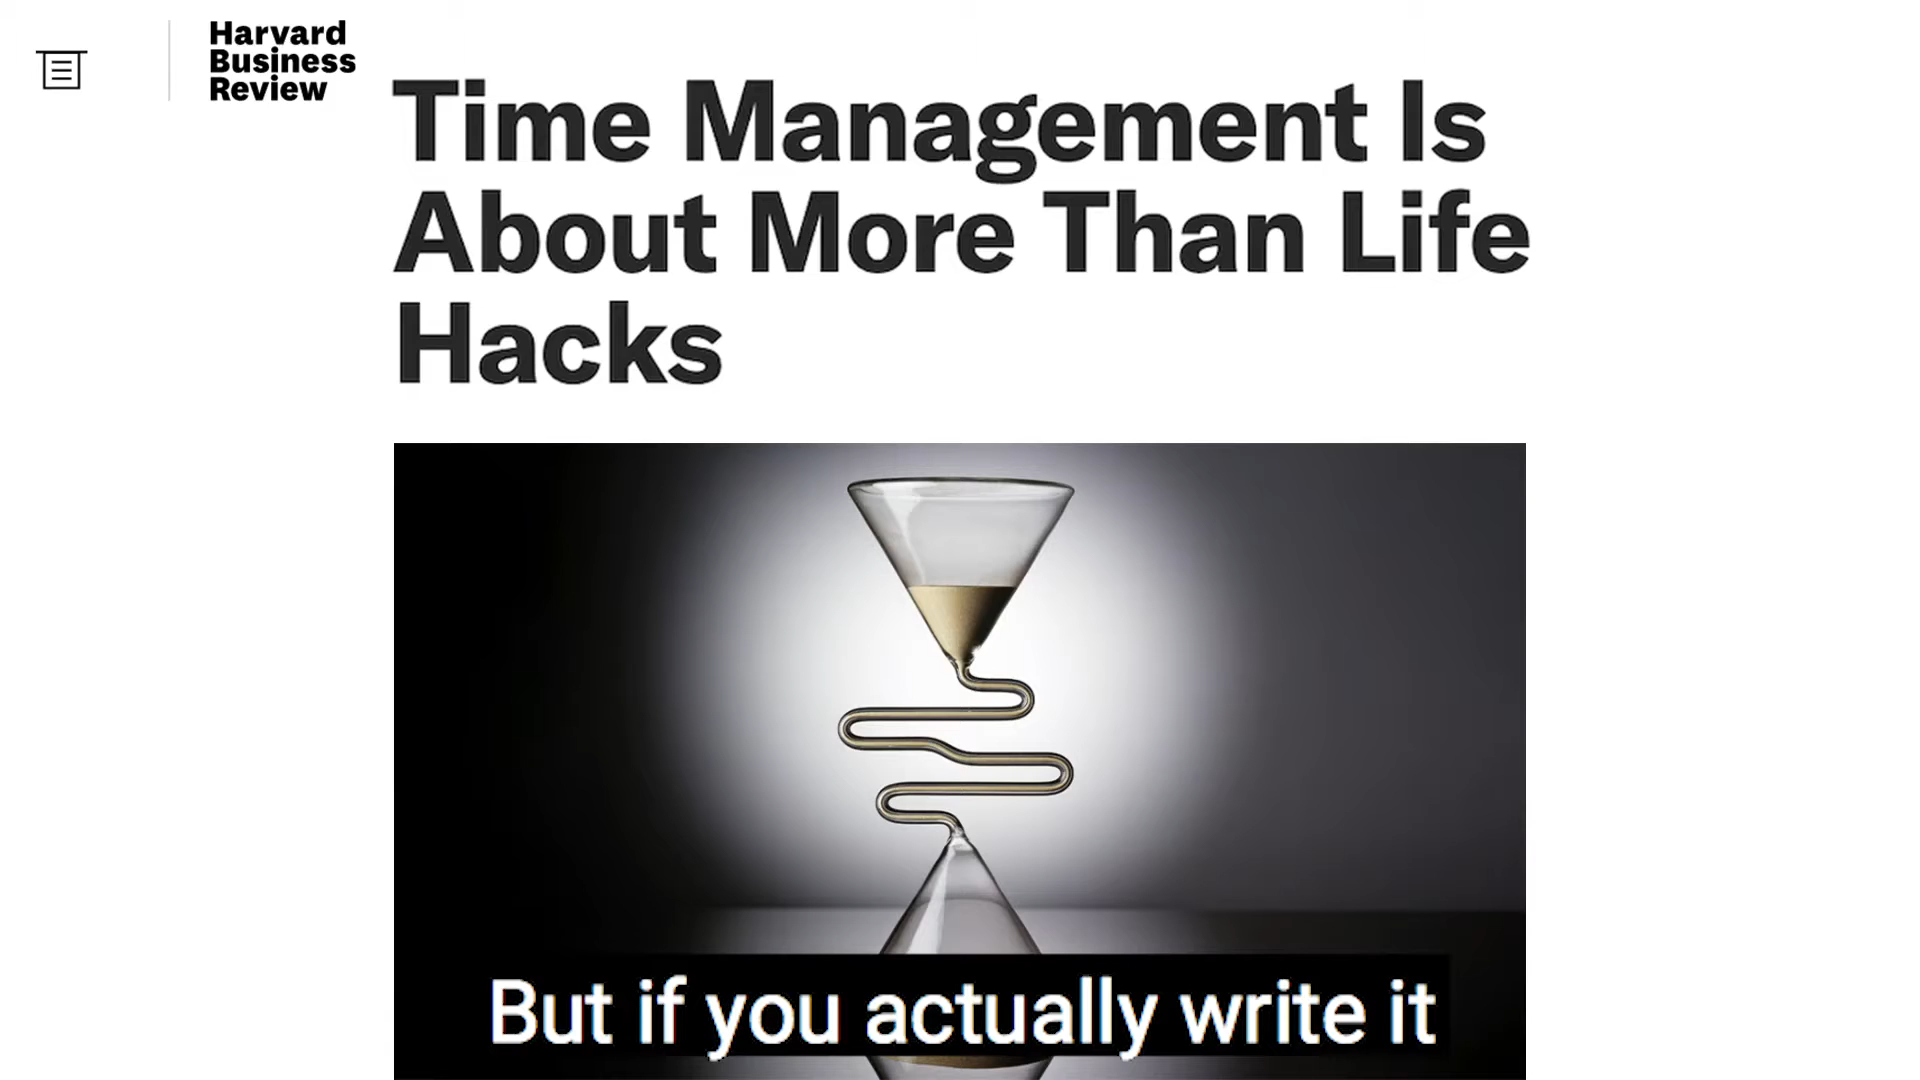 Harvard
Business
Review
Time Management Is
About More Than Life
Hacks
But if you actually write it